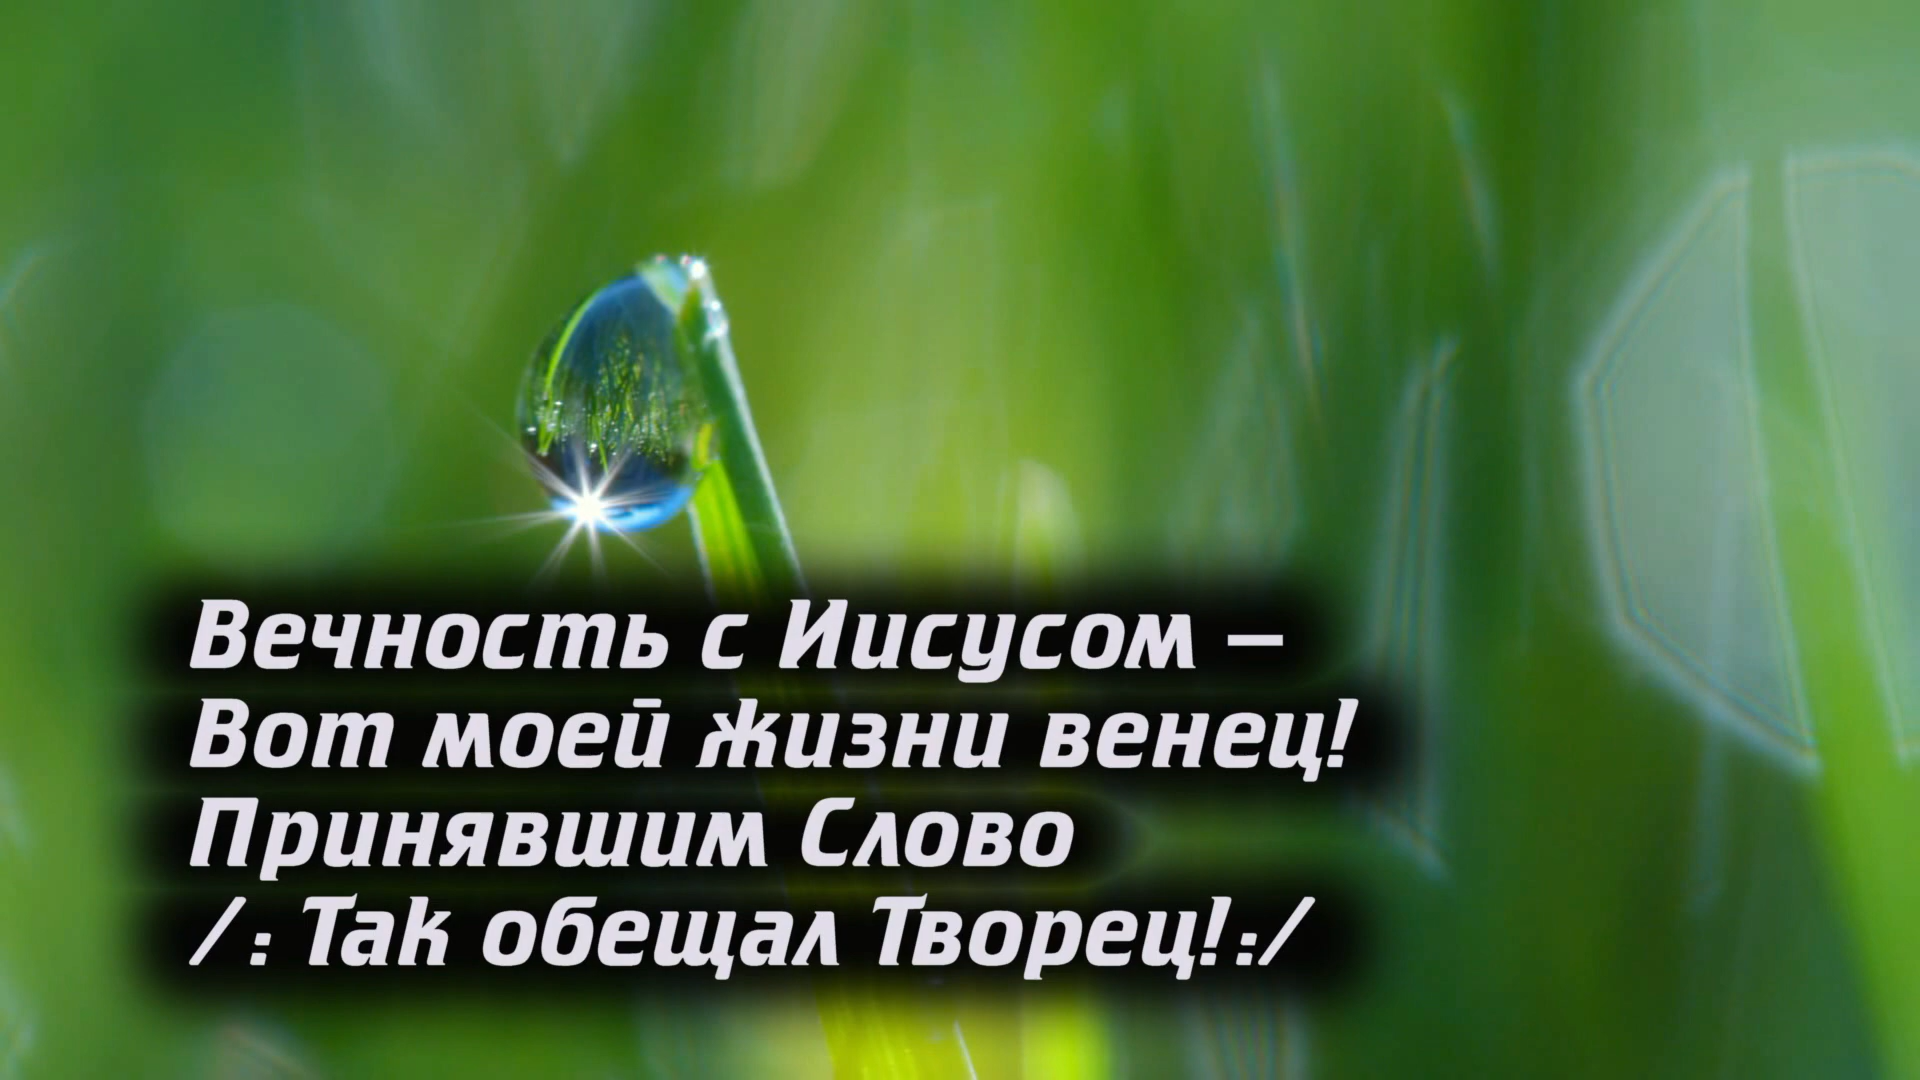 Вечность с Иисусом –
Вот моей жизни венец!
Принявшим Слово
/: Так обещал Творец!:/